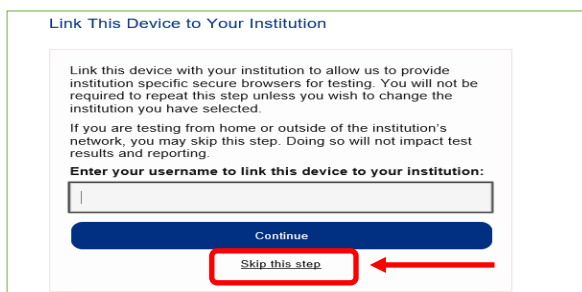 Link This Device to Your Institution
Link this device with your institution to allow us to provide
institution specific secure browsers for testing. You will not be
required to repeat this step unless you wish to change the
institution you have selected.
If you are testing from home or outside of the institution's
network, you may skip this step. Doing so will not impact test
results and reporting.
Enter your username to link this device to your institution:
Continue
Skip this step